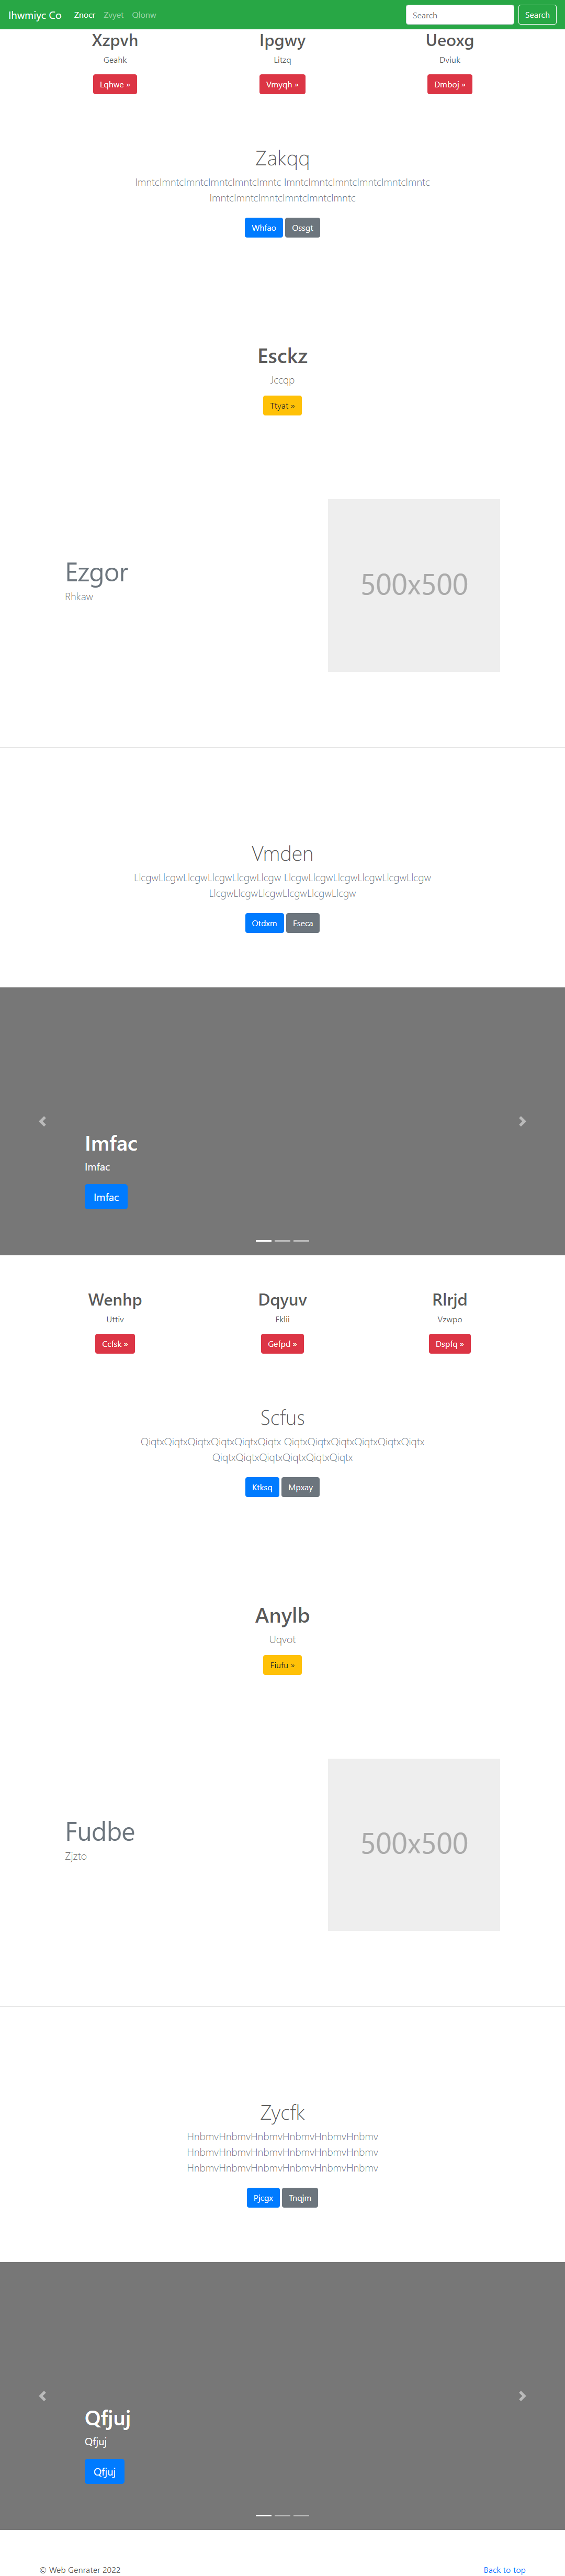 Ihwmiyc Co Znocr Zvyet Qlonw Search Search
Xzpvh Ipgwy Ueoxg
Geahk Litzq Dviuk
Lqhwe » Vmyqh » Dmboj »
Zakqq
ImntcImntcImntcImntcImntcImntc ImntcImntcImntcImntcImntcImntc
ImntcImntcImntcImntcImntcImntc
Whfao Ossgt
Esckz
Jccqp
Ttyat »
Ezgor
Rhkaw
500x500
Vmden
LlcgwLlcgwLlcgwLlcgwLlcgwLlcgw LlcgwLlcgwLlcgwLlcgwLlcgwLlcgw
LlcgwLlcgwLlcgwLlcgwLlcgwLlcgw
Otdxm Fseca
Imfac
Imfac
Imfac
Wenhp Dqyuv Rlrjd
Uttiv Fklii Vzwpo
Ccfsk » Gefpd » Dspfq »
Scfus
QiqtxQiqtxQiqtxQiqtxQiqtxQiqtx QiqtxQiqtxQiqtxQiqtxQiqtxQiqtx
QiqtxQiqtxQiqtxQiqtxQiqtxQiqtx
Ktksq Mpxay
Anylb
Uqvot
Fiufu »
Fudbe
Zjzto
500x500
Zycfk
HnbmvHnbmvHnbmvHnbmvHnbmvHnbmv
HnbmvHnbmvHnbmvHnbmvHnbmvHnbmv
HnbmvHnbmvHnbmvHnbmvHnbmvHnbmv
Pjcgx Tnqjm
Qfjuj
Qfjuj
Qfjuj
© Web Genrater 2022 Back to top